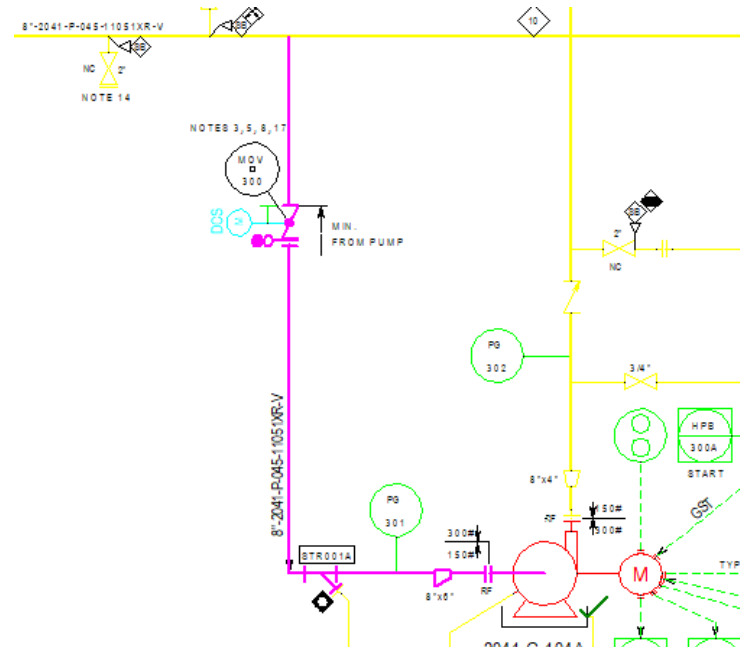 8"-2041-P-045-11051XR-V
SB
SB
10
NC 2"
NOTE 14
NOTES 3, 5, 8, 17
MOV
300
DCS
M
MIN.
FROM PUMP
SB
2"
NC
PG
302
3/4"
HPB
300A
START
8"-2041-P-045-11051XR-V
8"x4"
GST
PG
301
RF
150#
300#
STR001A
300#
150#
8"x6"
RF
M
TYP